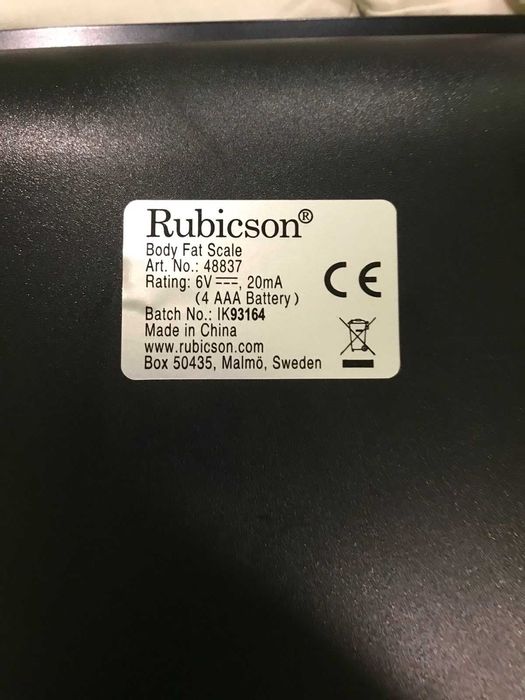 Rubicson®
Body Fat Scale
Art. No.: 48837
Rating: 6V⎓, 20mA
(4 AAA Battery)
Batch No.: IK93164
Made in China
www.rubicson.com
Box 50435, Malmö, Sweden
CE